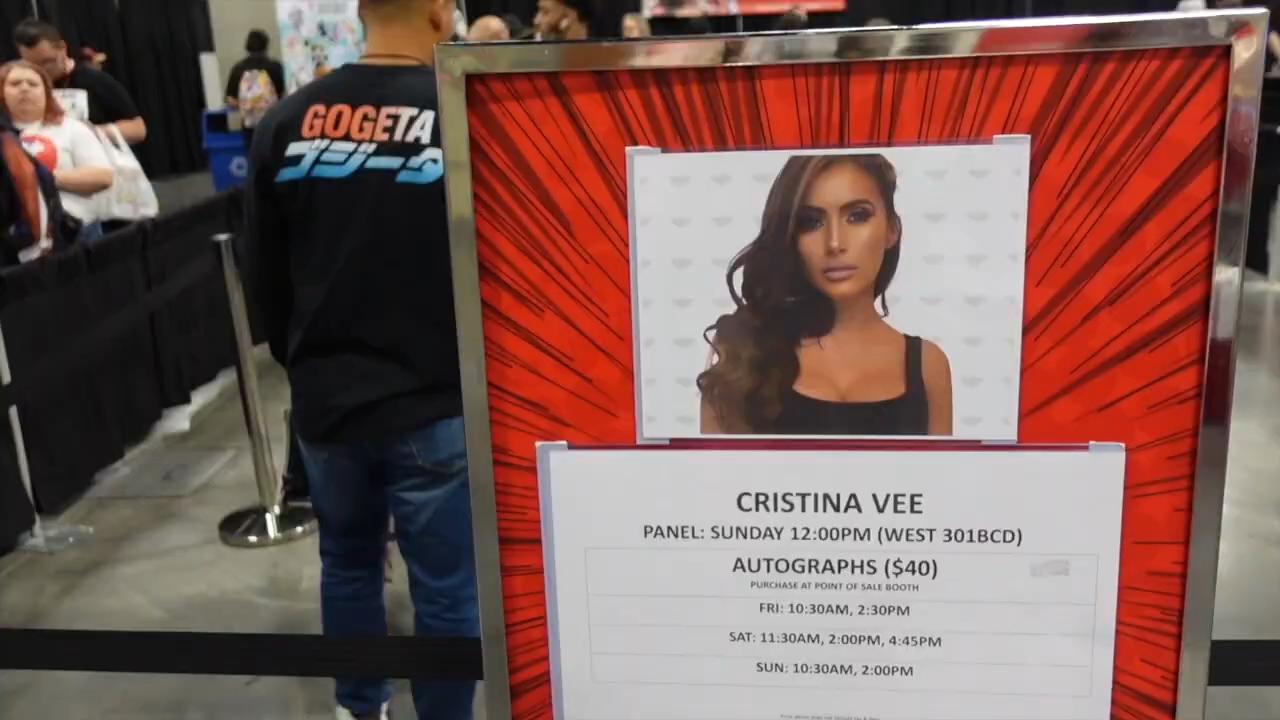 GOGETA
ゴジータ
CRISTINA VEE
PANEL: SUNDAY 12:00PM (WEST 301BCD)
AUTOGRAPHS ($40)
PURCHASE AT POINT OF SALE BOOTH
FRI: 10:30AM, 2:30PM
SAT: 11:30AM, 2:00PM, 4:45PM
SUN: 10:30AM, 2:00PM